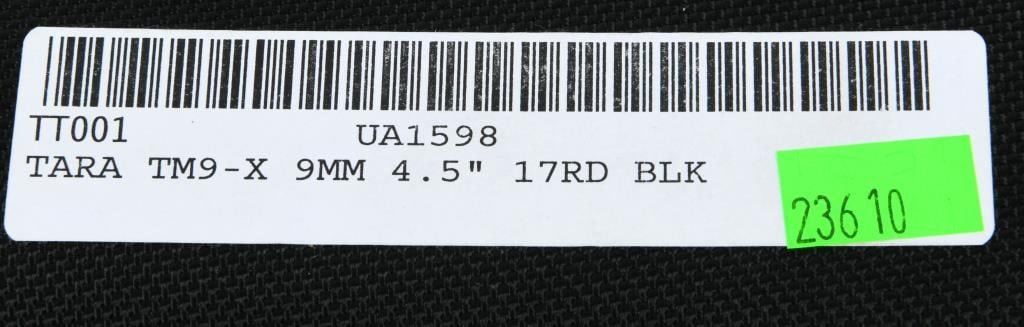 TT001 UA1598
TARA TM9-X 9MM 4.5" 17RD BLK
23610